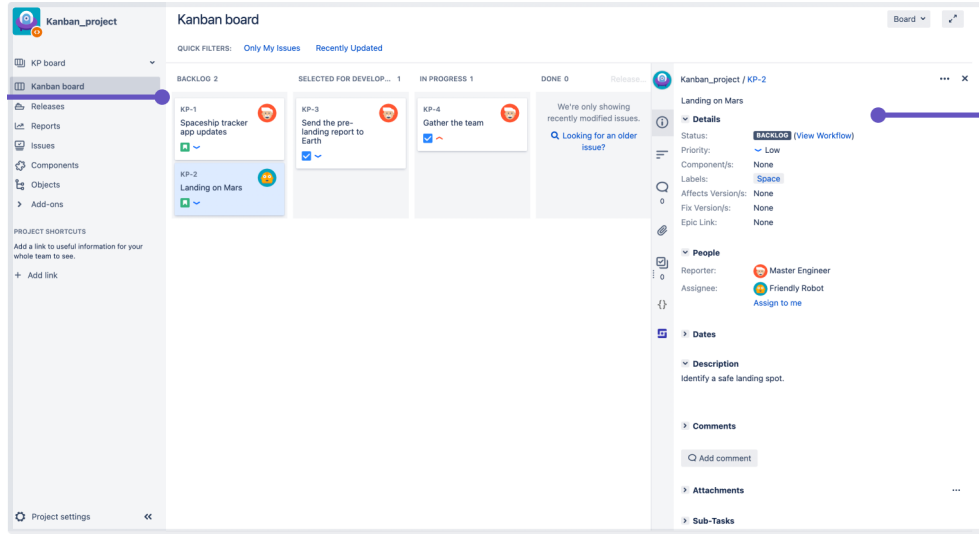 Kanban_project
KP board
Kanban board
Releases
Reports
Issues
Components
Objects
Add-ons
PROJECT SHORTCUTS
Add a link to useful information for your
whole team to see.
+ Add link
Project settings
Kanban board
Board
QUICK FILTERS: Only My Issues Recently Updated
BACKLOG 2
KP-1
Spaceship tracker
app updates
KP-2
Landing on Mars
SELECTED FOR DEVELOP... 1
KP-3
Send the pre-
landing report to
Earth
IN PROGRESS 1
KP-4
Gather the team
DONE 0 Release...
We're only showing
recently modified issues.
Looking for an older
issue?
0
0
{}
Kanban_project / KP-2
Landing on Mars
Details
Status: BACKLOG (View Workflow)
Priority: Low
Component/s: None
Labels: Space
Affects Version/s: None
Fix Version/s: None
Epic Link: None
People
Reporter: Master Engineer
Assignee: Friendly Robot
Assign to me
Dates
Description
Identify a safe landing spot.
Comments
Add comment
Attachments
Sub-Tasks